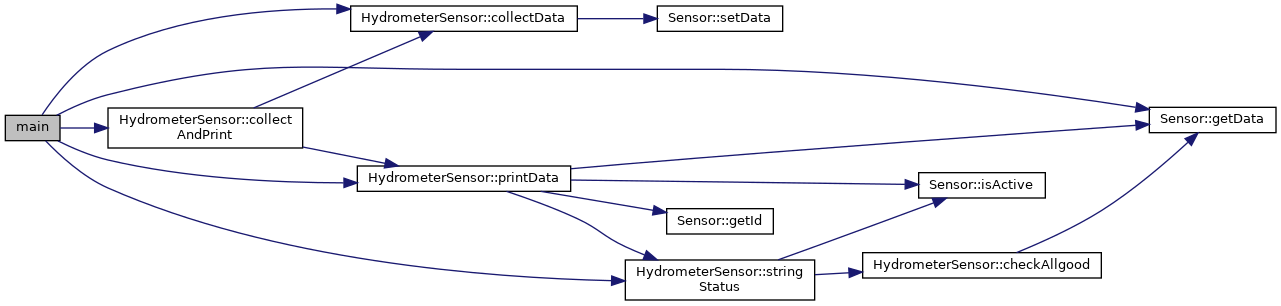 HydrometerSensor::collectData
Sensor::setData
main
HydrometerSensor::collect
AndPrint
Sensor::getData
HydrometerSensor::printData
Sensor::isActive
Sensor::getId
HydrometerSensor::string
Status
HydrometerSensor::checkAllgood